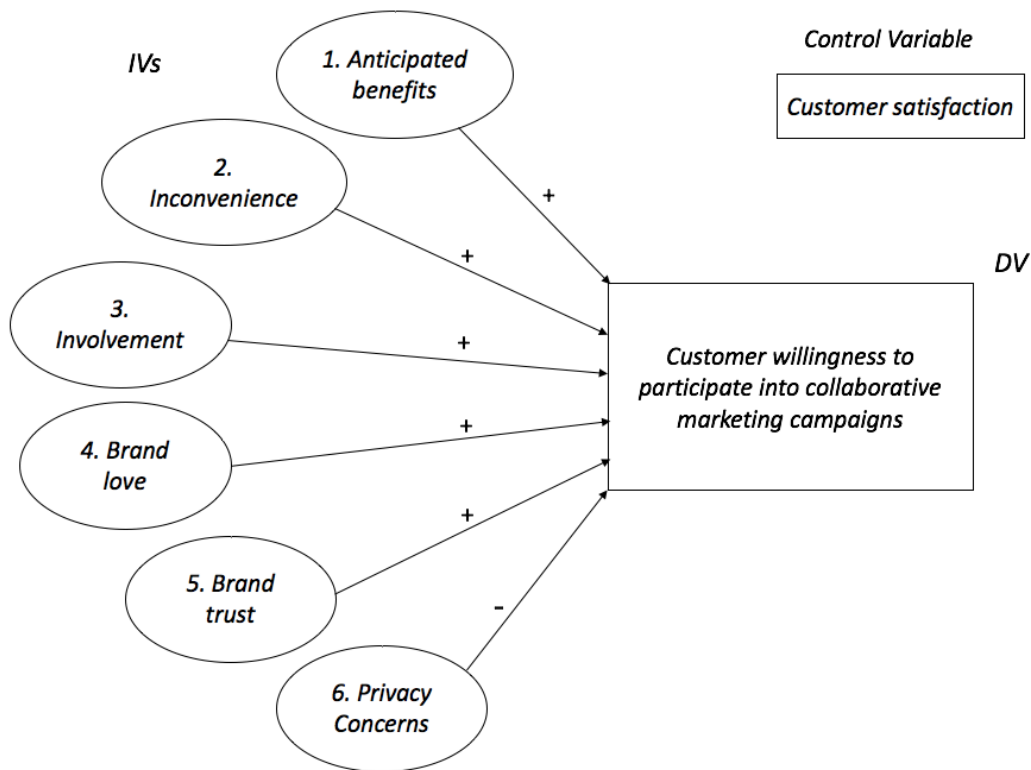 IVs
1. Anticipated
benefits
Control Variable
Customer satisfaction
2.
Inconvenience
+
+
DV
3.
Involvement
+
Customer willingness to
participate into collaborative
marketing campaigns
4. Brand
love
+
5. Brand
trust
+
6. Privacy
Concerns
-